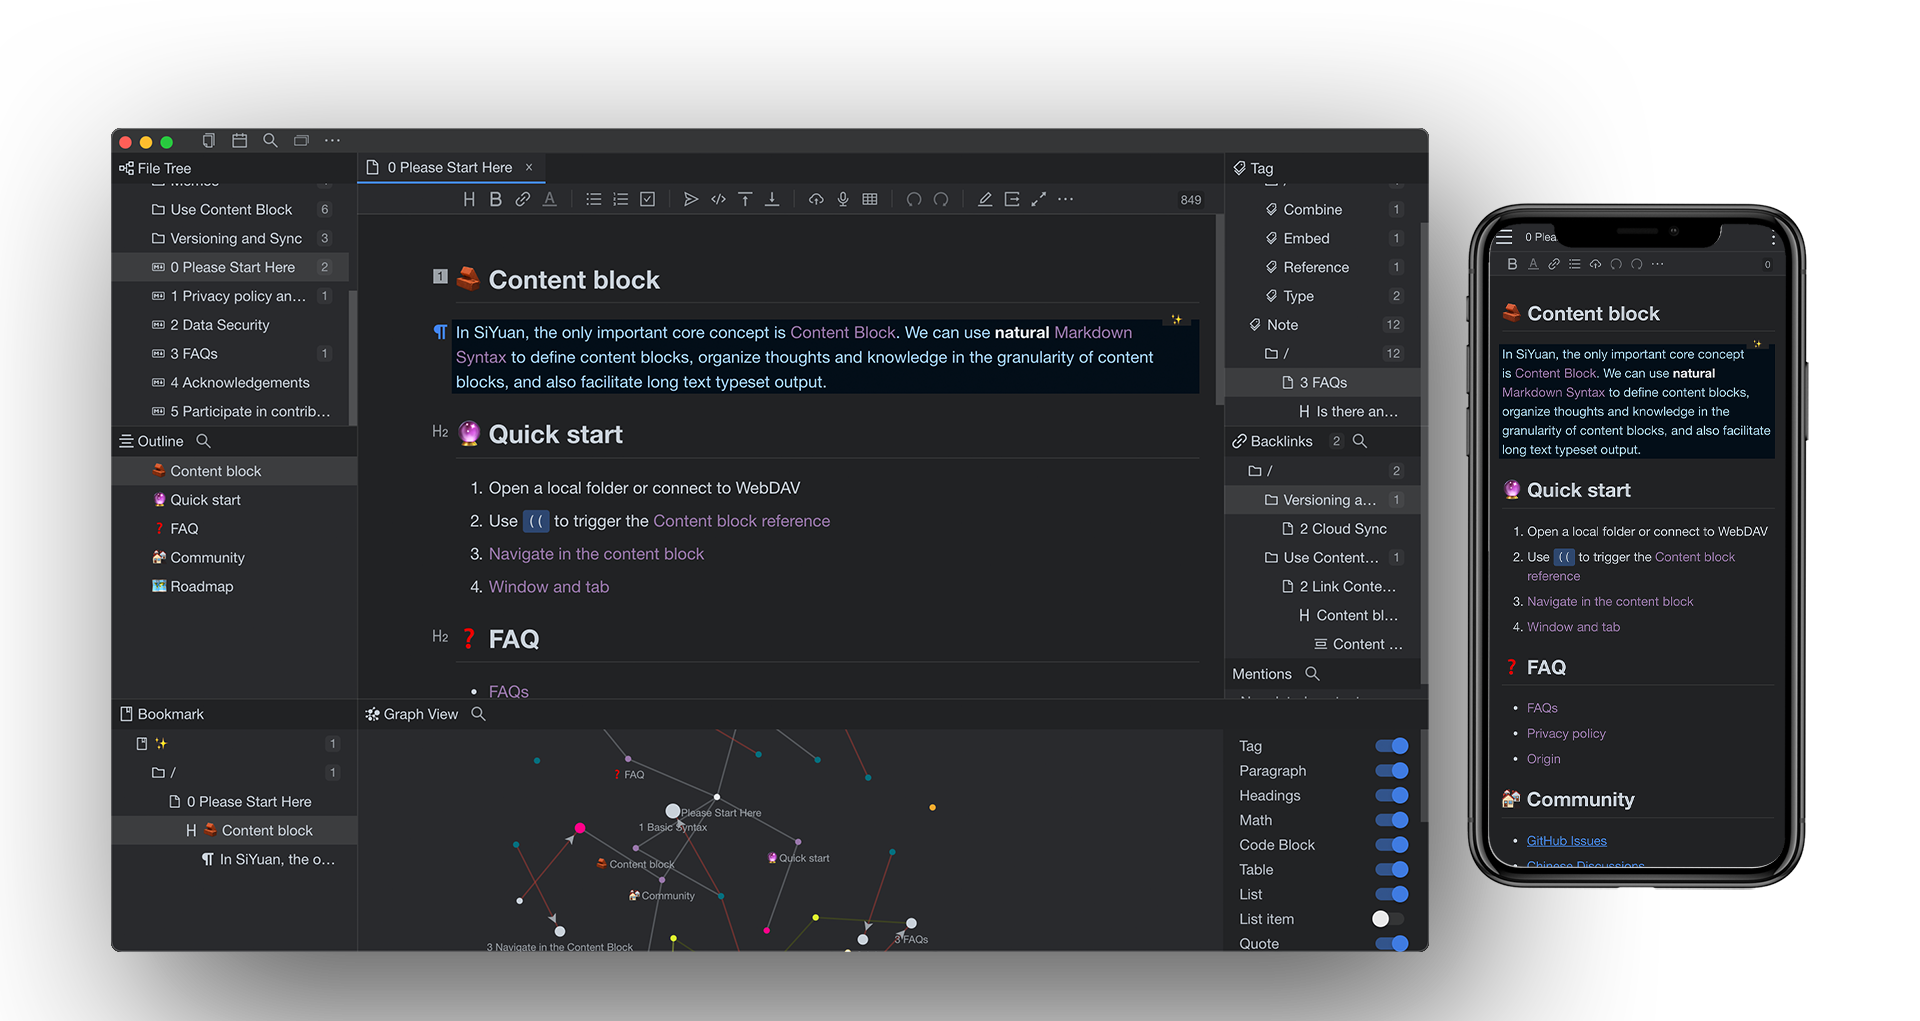 File Tree
Memos
Use Content Block 6
Versioning and Sync 3
0 Please Start Here 2
1 Privacy policy an... 1
2 Data Security
3 FAQs 1
4 Acknowledgements
5 Participate in contrib...
Outline
Content block
Quick start
FAQ
Community
Roadmap
Bookmark
1
/ 1
0 Please Start Here
H Content block
In SiYuan, the o...
0 Please Start Here ×
H B A 849
1 Content block
In SiYuan, the only important core concept is Content Block. We can use natural Markdown
Syntax to define content blocks, organize thoughts and knowledge in the granularity of content
blocks, and also facilitate long text typeset output.
H2 Quick start
1. Open a local folder or connect to WebDAV
2. Use (( to trigger the Content block reference
3. Navigate in the content block
4. Window and tab
H2 FAQ
• FAQs
Graph View
FAQ
Please Start Here
1 Basic Syntax
Content block
Quick start
Community
3 Navigate in the Content Block
3 FAQs
Tag
/
Combine 1
Embed 1
Reference 1
Type 2
Note 12
/ 12
3 FAQs
H Is there an...
Backlinks 2
/ 2
Versioning a... 1
2 Cloud Sync
Use Content... 1
2 Link Conte...
H Content bl...
Content ...
Mentions
Tag
Paragraph
Headings
Math
Code Block
Table
List
List item
Quote
0 Plea
B A 0
Content block
In SiYuan, the only important core concept
is Content Block. We can use natural
Markdown Syntax to define content blocks,
organize thoughts and knowledge in the
granularity of content blocks, and also facilitate
long text typeset output.
Quick start
1. Open a local folder or connect to WebDAV
2. Use (( to trigger the Content block
reference
3. Navigate in the content block
4. Window and tab
FAQ
• FAQs
• Privacy policy
• Origin
Community
• GitHub Issues
• Chinese Discussions